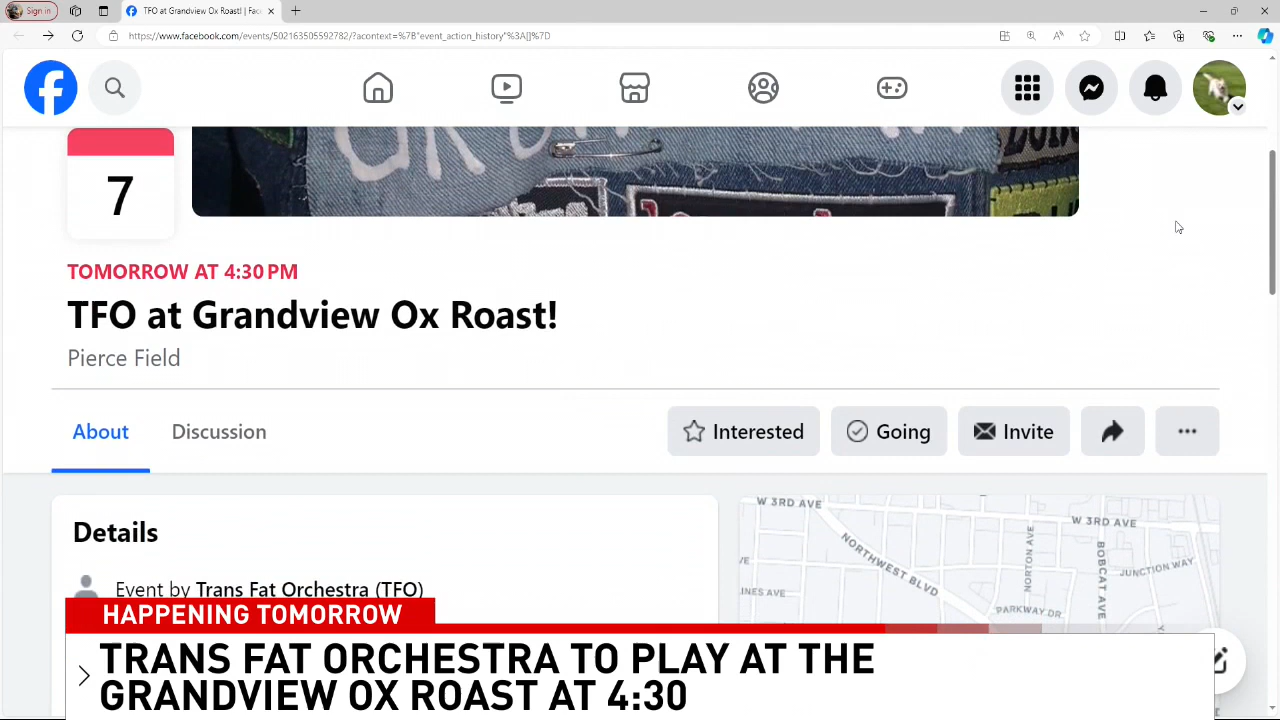 Sign in
TFO at Grandview Ox Roast! | Fac
https://www.facebook.com/events/502163505592782/?acontext=%7B"event_action_history"%3A[]%7D
7
TOMORROW AT 4:30 PM
TFO at Grandview Ox Roast!
Pierce Field
About
Discussion
Interested
Going
Invite
Details
Event by Trans Fat Orchestra (TFO)
W 3RD AVE
W 3RD AVE
NORTHWEST BLVD
NORTON AVE
BOBCAT AVE
JUNCTION WAY
INES AVE
PARKWAY DR
HAPPENING TOMORROW
TRANS FAT ORCHESTRA TO PLAY AT THE
GRANDVIEW OX ROAST AT 4:30